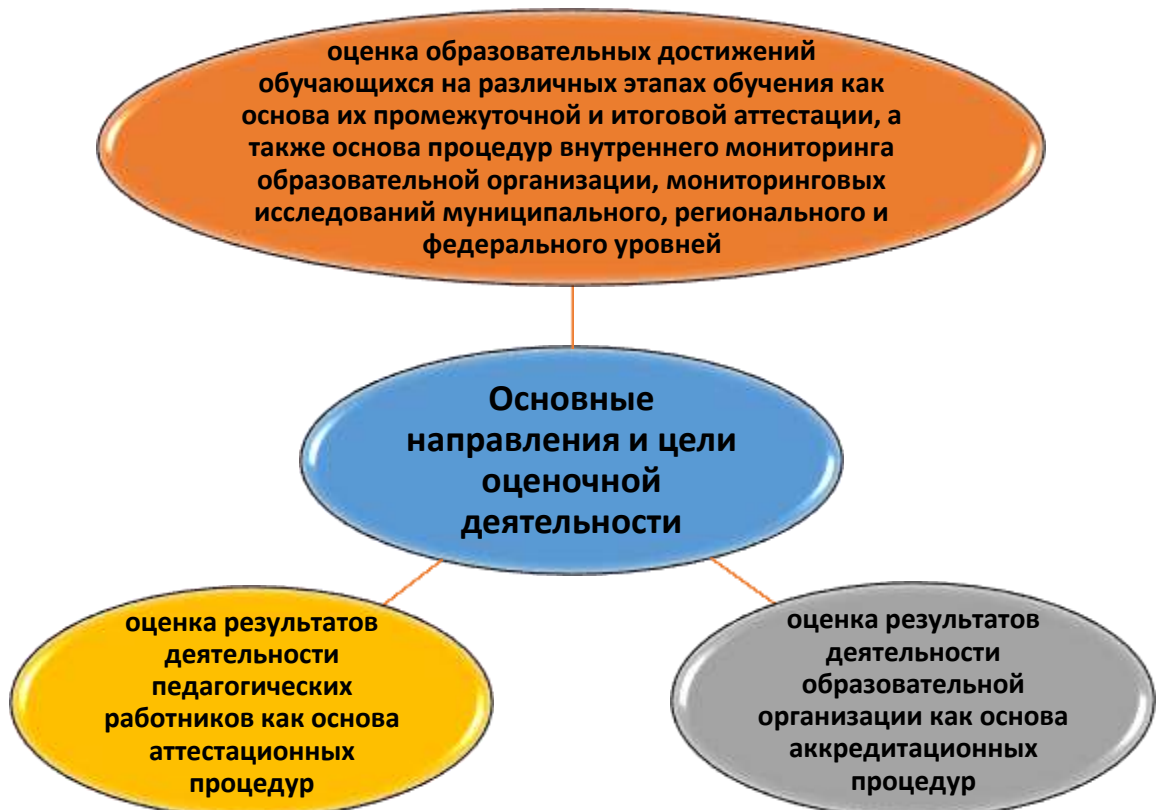 оценка образовательных достижений
обучающихся на различных этапах обучения как
основа их промежуточной и итоговой аттестации, а
также основа процедур внутреннего мониторинга
образовательной организации, мониторинговых
исследований муниципального, регионального и
федерального уровней
Основные
направления и цели
оценочной
деятельности
оценка результатов
деятельности
педагогических
работников как основа
аттестационных
процедур
оценка результатов
деятельности
образовательной
организации как основа
аккредитационных
процедур